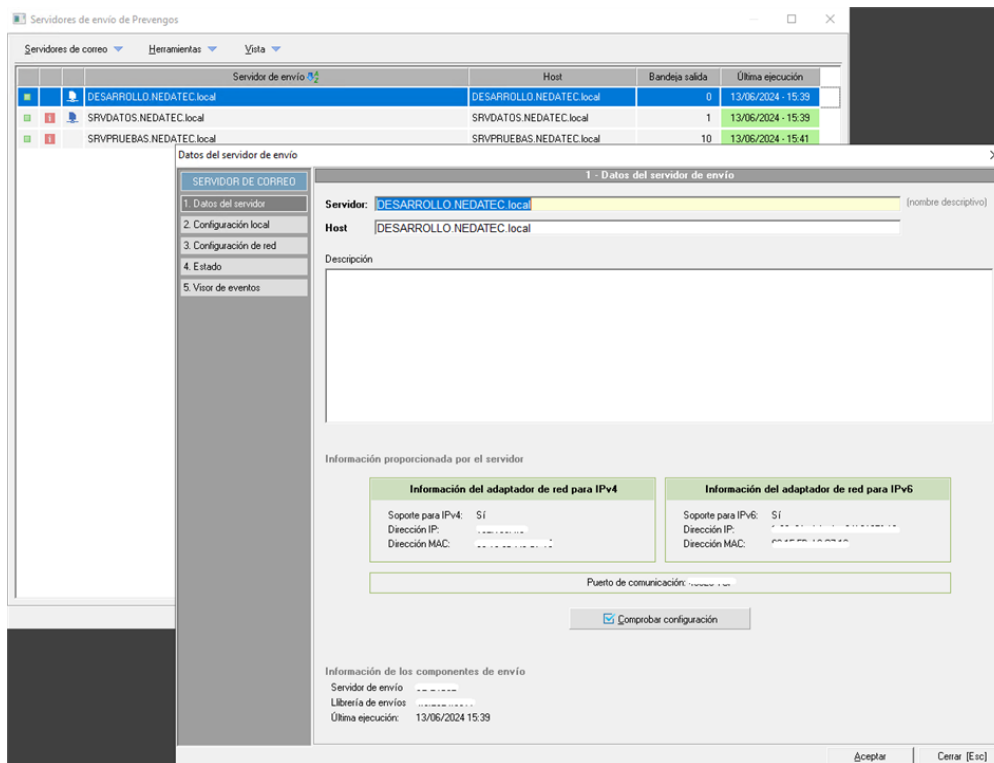 Servidores de envío de Prevengos
Servidores de correo Herramientas Vista
Servidor de envío Host Bandeja salida Última ejecución
DESARROLLO.NEDATEC.local DESARROLLO.NEDATEC.local 0 13/06/2024 - 15:39
SRVDATOS.NEDATEC.local SRVDATOS.NEDATEC.local 1 13/06/2024 - 15:39
SRVPRUEBAS.NEDATEC.local SRVPRUEBAS.NEDATEC.local 10 13/06/2024 - 15:41
Datos del servidor de envío
SERVIDOR DE CORREO
1. Datos del servidor
2. Configuración local
3. Configuración de red
4. Estado
5. Visor de eventos
1 - Datos del servidor de envío
Servidor: DESARROLLO.NEDATEC.local (nombre descriptivo)
Host DESARROLLO.NEDATEC.local
Descripción
Información proporcionada por el servidor
Información del adaptador de red para IPv4
Soporte para IPv4: Sí
Dirección IP:
Dirección MAC:
Información del adaptador de red para IPv6
Soporte para IPv6: Sí
Dirección IP:
Dirección MAC:
Puerto de comunicación:
Comprobar configuración
Información de los componentes de envío
Servidor de envío
Llibrería de envíos
Última ejecución: 13/06/2024 15:39
Aceptar Cerrar [Esc]